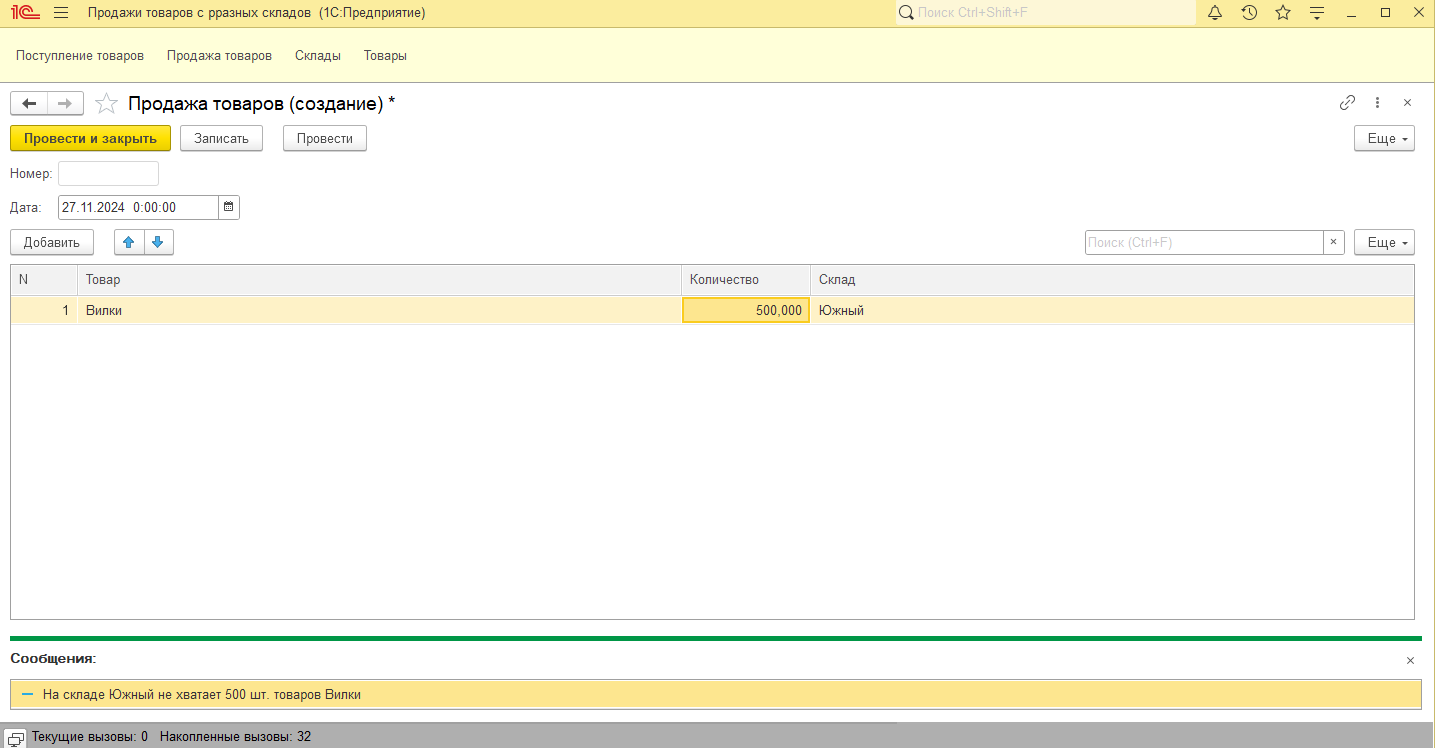 1С Продажи товаров с рразных складов (1С:Предприятие) Поиск Ctrl+Shift+F
Поступление товаров Продажа товаров Склады Товары
Продажа товаров (создание) *
Провести и закрыть Записать Провести Еще
Номер:
Дата: 27.11.2024 0:00:00
Добавить Поиск (Ctrl+F) × Еще
N Товар Количество Склад
1 Вилки 500,000 Южный
Сообщения:
На складе Южный не хватает 500 шт. товаров Вилки
Текущие вызовы: 0 Накопленные вызовы: 32